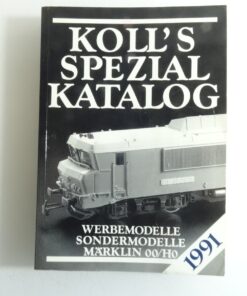 KOLL'S
SPEZIAL
KATALOG
WERBEMODELLE
SONDERMODELLE
MÄRKLIN 00/H0
1991